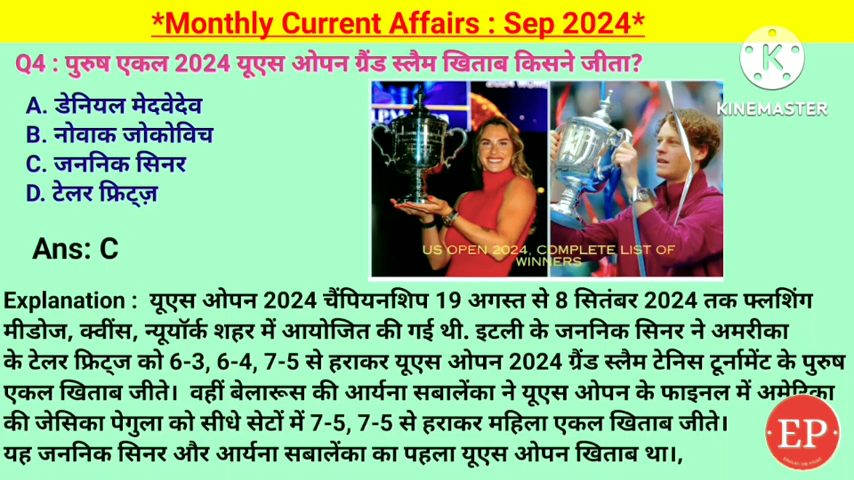 *Monthly Current Affairs : Sep 2024*
Q4 : पुरुष एकल 2024 यूएस ओपन ग्रैंड स्लैम खिताब किसने जीता?
A. डेनियल मेदवेदेव
B. नोवाक जोकोविच
C. जननिक सिनर
D. टेलर फ्रिट्ज़
Ans: C
K
KINEMASTER
US OPEN 2024, COMPLETE LIST OF
WINNERS
Explanation : यूएस ओपन 2024 चैंपियनशिप 19 अगस्त से 8 सितंबर 2024 तक फ्लशिंग
मीडोज, क्वींस, न्यूयॉर्क शहर में आयोजित की गई थी. इटली के जननिक सिनर ने अमरीका
के टेलर फ्रिट्ज को 6-3, 6-4, 7-5 से हराकर यूएस ओपन 2024 ग्रैंड स्लैम टेनिस टूर्नामेंट के पुरुष
एकल खिताब जीते। वहीं बेलारूस की आर्यना सबालेंका ने यूएस ओपन के फाइनल में अमेरिका
की जेसिका पेगुला को सीधे सेटों में 7-5, 7-5 से हराकर महिला एकल खिताब जीते।
यह जननिक सिनर और आर्यना सबालेंका का पहला यूएस ओपन खिताब था।,
EP